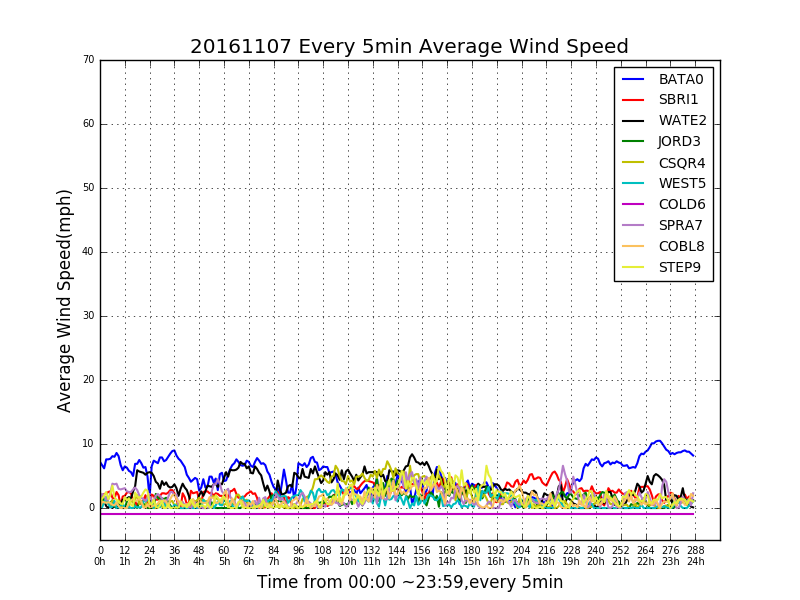 20161107 Every 5min Average Wind Speed
70
60
50
40
30
20
10
0
Average Wind Speed(mph)
BATA0
SBRI1
WATE2
JORD3
CSQR4
WEST5
COLD6
SPRA7
COBL8
STEP9
0 12 24 36 48 60 72 84 96 108 120 132 144 156 168 180 192 204 216 228 240 252 264 276 288
0h 1h 2h 3h 4h 5h 6h 7h 8h 9h 10h 11h 12h 13h 14h 15h 16h 17h 18h 19h 20h 21h 22h 23h 24h
Time from 00:00 ~23:59,every 5min